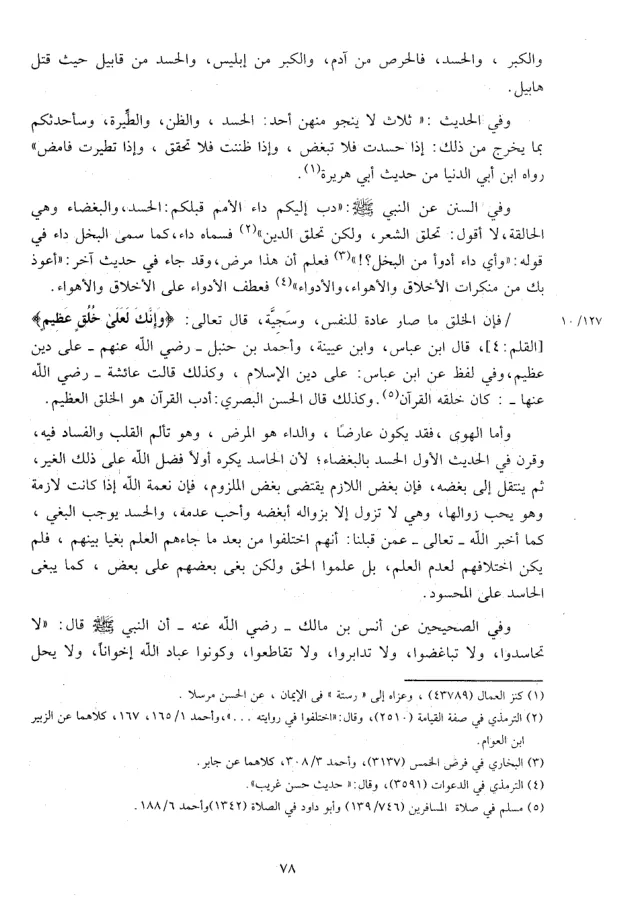 والكبر ، والحسد، فالحرص من آدم، والكبر من إبليس، والحسد من قابيل حيث قتل
هابيل.
وفي الحديث :« ثلاث لا ينجو منهن أحد: الحسد ، والظن، والطِّيرة، وسأحدثكم
بما يخرج من ذلك: إذا حسدت فلا تبغض ، وإذا ظننت فلا تحقق ، وإذا تطيرت فامض»
رواه ابن أبي الدنيا من حديث أبي هريرة(١).
وفي السنن عن النبي ﷺ:«دب إليكم داء الأمم قبلكم: الحسد،والبغضاء وهي
الحالقة،لا أقول: تحلق الشعر، ولكن تحلق الدين»(٢) فسماه داء،كما سمى البخل داء في
قوله:«وأي داء أدوأ من البخل؟!»(٣) فعلم أن هذا مرض،وقد جاء في حديث آخر:«أعوذ
بك من منكرات الأخلاق والأهواء،والأدواء»(٤) فعطف الأدواء على الأخلاق والأهواء.
١٠/١٢٧ / فإن الخلق ما صار عادة للنفس، وسَجِيَّة، قال تعالى: ﴿وَإِنَّكَ لَعَلَىٰ خُلُقٍ عَظِيمٍ﴾
[القلم:٤]، قال ابن عباس، وابن عيينة، وأحمد بن حنبل ـ رضي الله عنهم ـ على دين
عظيم،وفي لفظ عن ابن عباس: على دين الإسلام ، وكذلك قالت عائشة ـ رضي الله
عنها ـ : كان خلقه القرآن(٥).وكذلك قال الحسن البصري:أدب القرآن هو الخلق العظيم.
وأما الهوى ،فقد يكون عارضًا ، والداء هو المرض ، وهو تألم القلب والفساد فيه،
وقرن في الحديث الأول الحسد بالبغضاء؛ لأن الحاسد يكره أولاً فضل الله على ذلك الغير،
ثم ينتقل إلى بغضه، فإن بغض اللازم يقتضى بغض الملزوم، فإن نعمة الله إذا كانت لازمة
وهو يحب زوالها، وهي لا تزول إلا بزواله أبغضه وأحب عدمه، والحسد يوجب البغي ،
كما أخبر الله ـ تعالى ـ عمن قبلنا: أنهم اختلفوا من بعد ما جاءهم العلم بغيا بينهم ، فلم
يكن اختلافهم لعدم العلم، بل علموا الحق ولكن بغى بعضهم على بعض ، كما يبغى
الحاسد على المحسود.
وفي الصحيحين عن أنس بن مالك ـ رضي الله عنه ـ أن النبي ﷺ قال: «لا
تحاسدوا، ولا تباغضوا، ولا تدابروا، ولا تقاطعوا، وكونوا عباد الله إخواناً، ولا يحل
(١) كنز العمال (٤٣٧٨٩) ، وعزاه إلى « رستة » في الإيمان ، عن الحسن مرسلا .
(٢) الترمذي في صفة القيامة (٢٥١٠)، وقال:«اختلفوا في روايته ...»،وأحمد ١/ ١٦٥، ١٦٧، كلاهما عن الزبير
ابن العوام.
(٣) البخاري في فرض الخمس (٣١٣٧)، وأحمد ٣٠٨/٣، كلاهما عن جابر.
(٤) الترمذي في الدعوات (٣٥٩١)، وقال:« حديث حسن غريب».
(٥) مسلم في صلاة المسافرين (١٣٩/٧٤٦) وأبو داود في الصلاة (١٣٤٢)وأحمد ١٨٨/٦.
٧٨